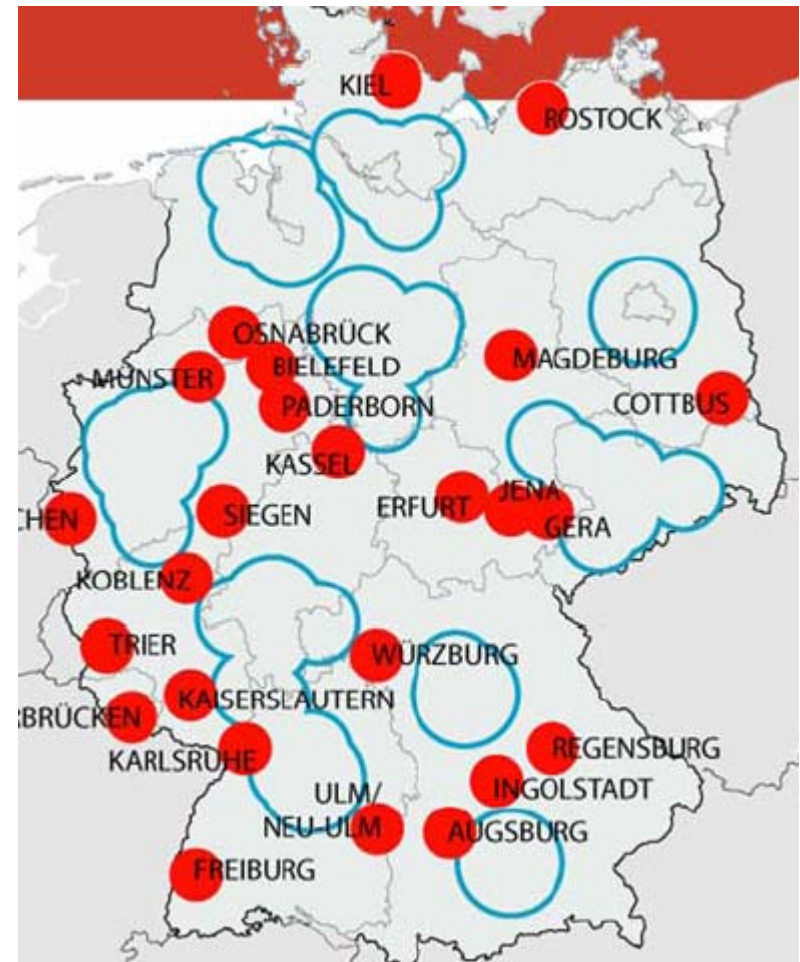 KIEL
ROSTOCK
OSNABRÜCK
BIELEFELD
MAGDEBURG
MÜNSTER
COTTBUS
PADERBORN
KASSEL
JENA
ERFURT
SIEGEN
CHEN
GERA
KOBLENZ
TRIER
WÜRZBURG
KAISERSLAUTERN
RBRÜCKEN
REGENSBURG
KARLSRUHE
INGOLSTADT
ULM/
NEU-ULM
AUGSBURG
FREIBURG